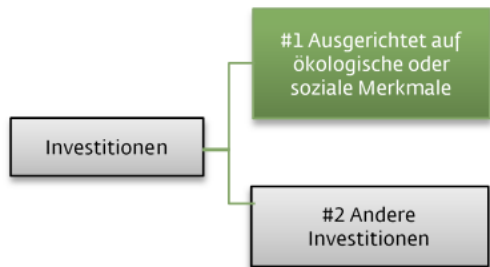 #1 Ausgerichtet auf
ökologische oder
soziale Merkmale
Investitionen
#2 Andere
Investitionen